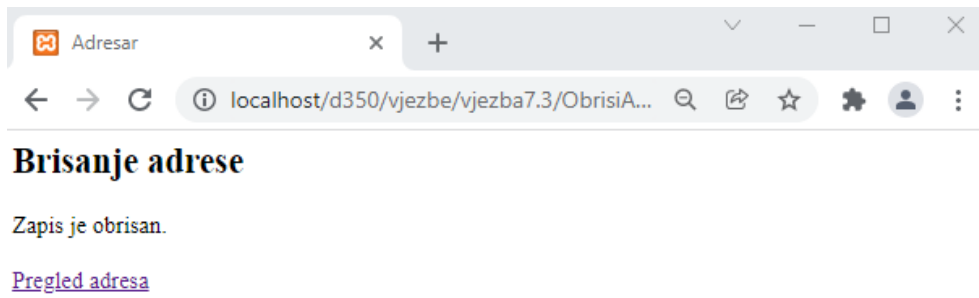 Adresar
localhost/d350/vjezbe/vjezba7.3/ObrisiA...
Brisanje adrese
Zapis je obrisan.
Pregled adresa